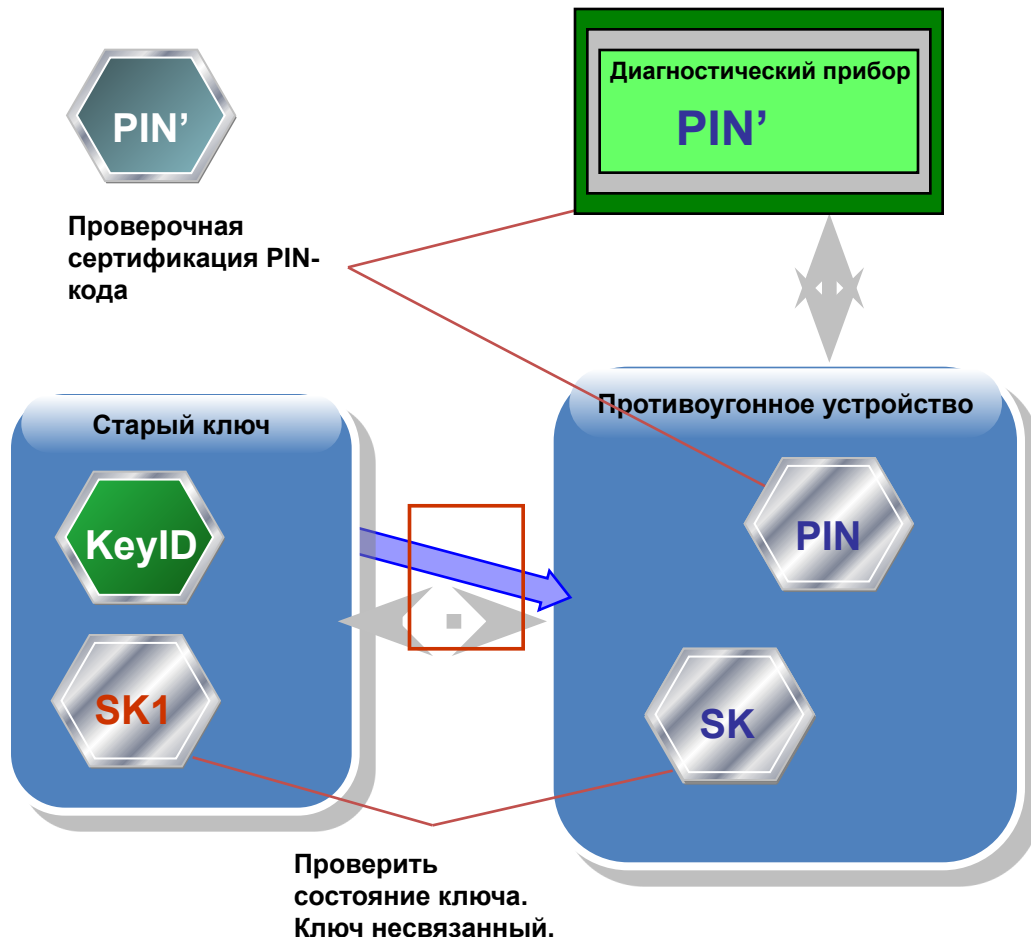 Диагностический прибор
PIN’
PIN’
Проверочная
сертификация PIN-
кода
Старый ключ
Противоугонное устройство
KeyID
PIN
SK1
SK
Проверить
состояние ключа.
Ключ несвязанный.